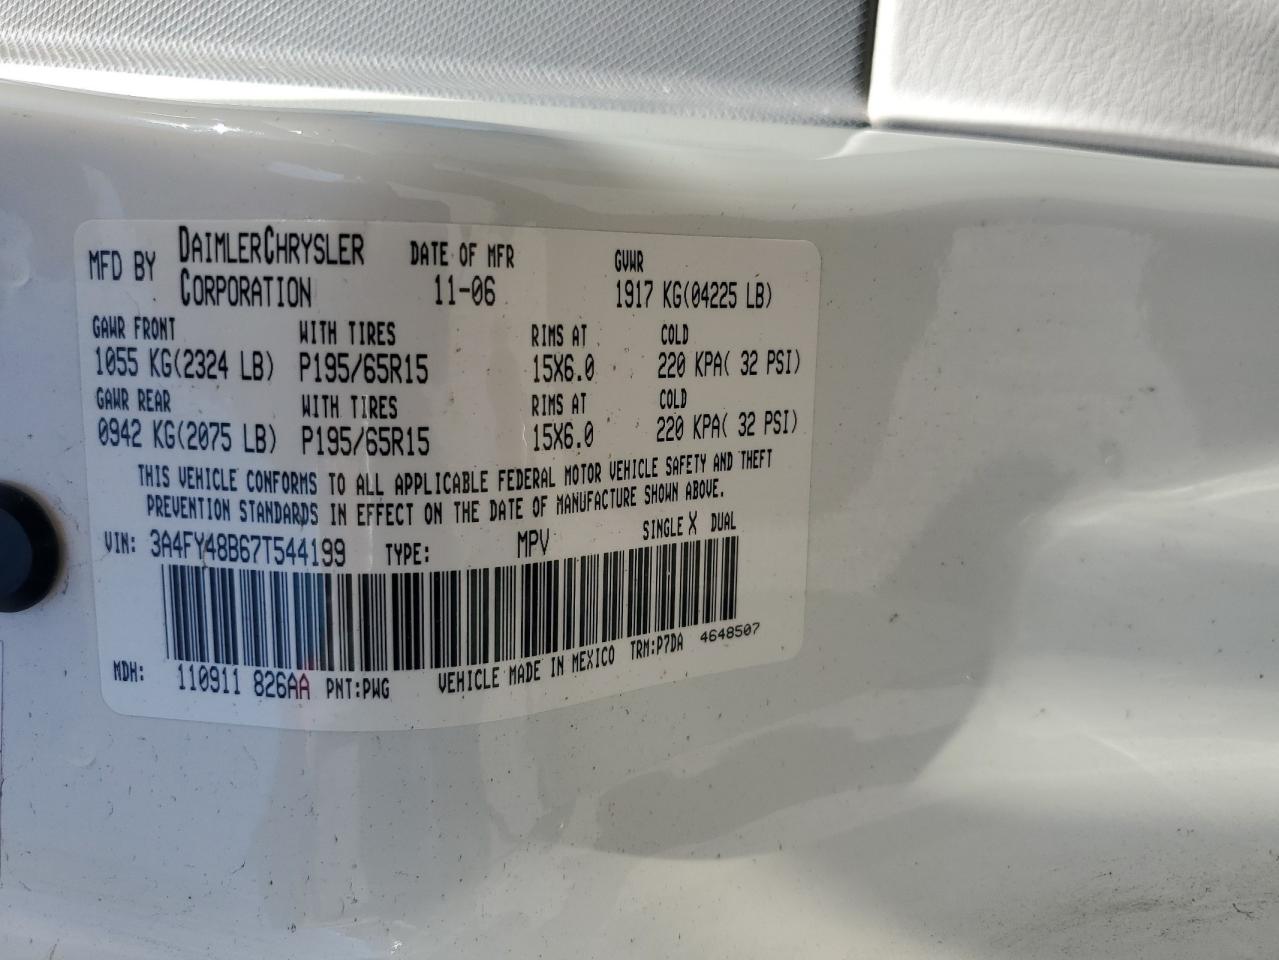 MFD BY DAIMLERCHRYSLER CORPORATION DATE OF MFR 11-06 GVWR 1917 KG(04225 LB)
GAWR FRONT WITH TIRES RIMS AT COLD
1055 KG(2324 LB) P195/65R15 15X6.0 220 KPA( 32 PSI)
GAWR REAR WITH TIRES RIMS AT COLD
0942 KG(2075 LB) P195/65R15 15X6.0 220 KPA( 32 PSI)
THIS VEHICLE CONFORMS TO ALL APPLICABLE FEDERAL MOTOR VEHICLE SAFETY AND THEFT
PREVENTION STANDARDS IN EFFECT ON THE DATE OF MANUFACTURE SHOWN ABOVE.
VIN: 3A4FY48B67T544199 TYPE: MPV SINGLE X DUAL
MDH: 110911 826AA PNT:PWG VEHICLE MADE IN MEXICO TRM:P7DA 4648507